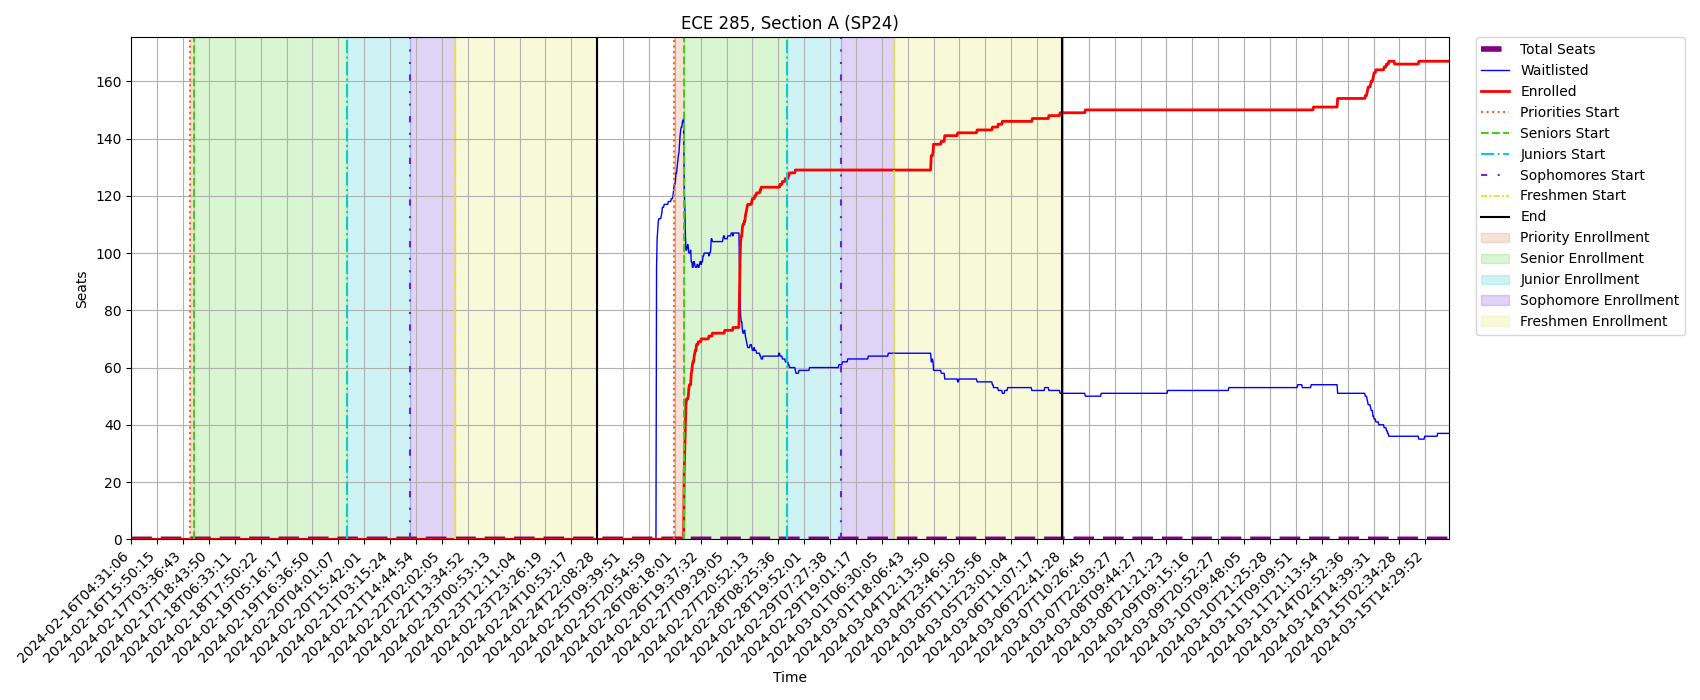 ECE 285, Section A (SP24)
Seats
160
140
120
100
80
60
40
20
0
2024-02-16T04:31:06
2024-02-16T15:50:15
2024-02-17T03:36:43
2024-02-17T18:43:50
2024-02-18T06:33:11
2024-02-18T17:50:22
2024-02-19T05:16:17
2024-02-19T16:36:50
2024-02-20T04:01:07
2024-02-20T15:42:01
2024-02-21T03:15:24
2024-02-21T14:44:54
2024-02-22T02:02:05
2024-02-22T13:34:52
2024-02-23T00:53:13
2024-02-23T12:11:04
2024-02-23T23:26:19
2024-02-24T10:53:17
2024-02-24T22:08:28
2024-02-25T09:39:51
2024-02-25T20:54:59
2024-02-26T08:18:01
2024-02-26T19:37:32
2024-02-27T09:29:05
2024-02-27T20:52:13
2024-02-28T08:25:36
2024-02-28T19:52:01
2024-02-29T07:27:38
2024-02-29T19:01:17
2024-03-01T06:30:05
2024-03-01T18:06:43
2024-03-04T12:13:50
2024-03-04T23:46:50
2024-03-05T11:25:56
2024-03-05T23:01:04
2024-03-06T11:07:17
2024-03-06T22:41:28
2024-03-07T10:26:45
2024-03-07T22:03:27
2024-03-08T09:44:27
2024-03-08T21:21:23
2024-03-09T09:15:16
2024-03-09T20:52:27
2024-03-10T09:48:05
2024-03-10T21:25:28
2024-03-11T09:09:51
2024-03-11T21:13:54
2024-03-14T02:52:36
2024-03-14T14:39:31
2024-03-15T02:34:28
2024-03-15T14:29:52
Time
Total Seats
Waitlisted
Enrolled
Priorities Start
Seniors Start
Juniors Start
Sophomores Start
Freshmen Start
End
Priority Enrollment
Senior Enrollment
Junior Enrollment
Sophomore Enrollment
Freshmen Enrollment